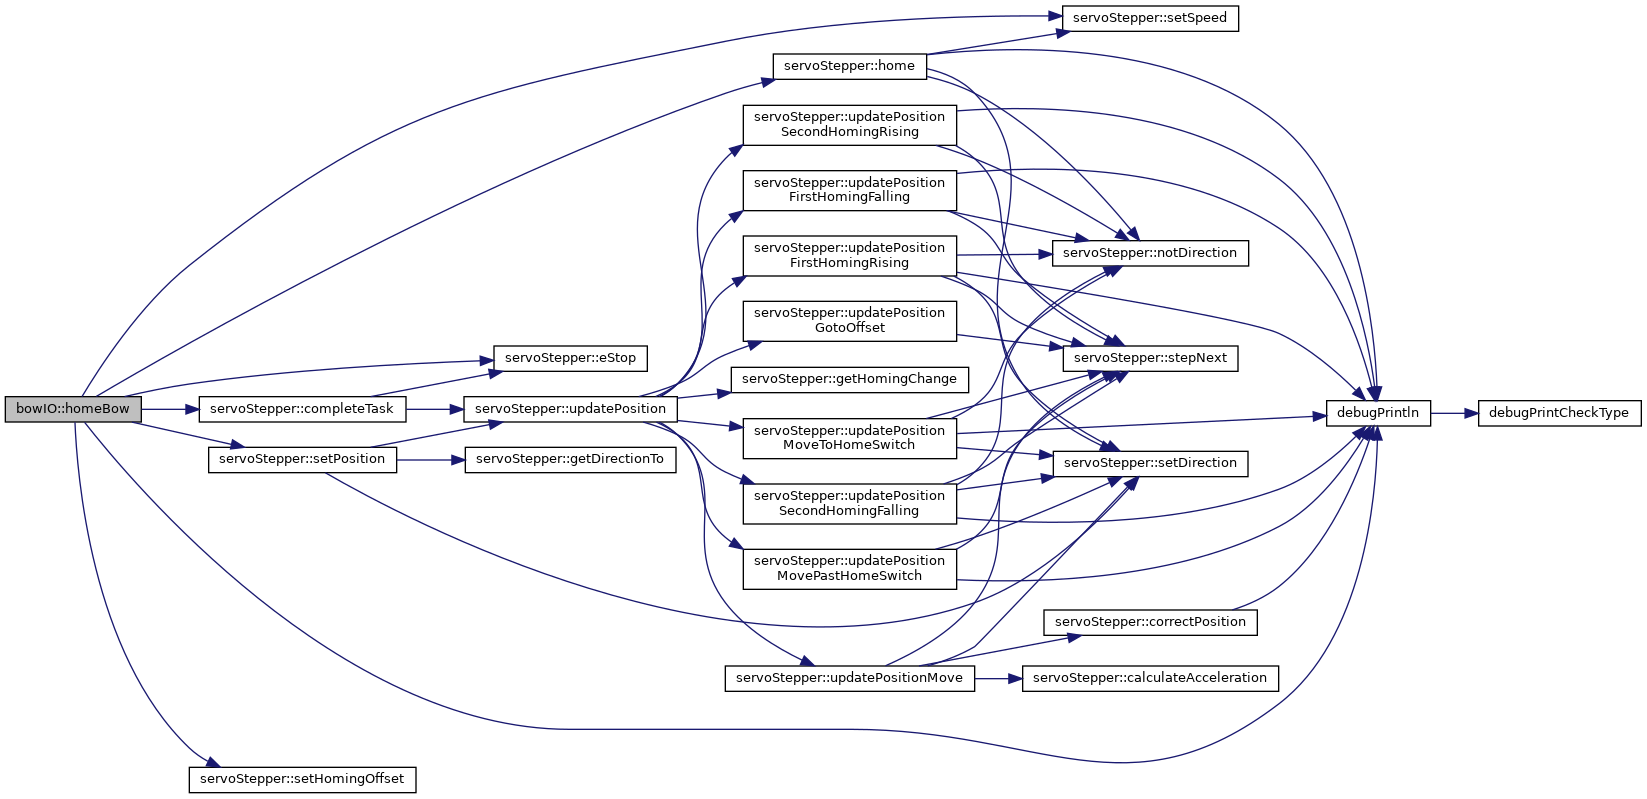 servoStepper::setSpeed
servoStepper::home
servoStepper::updatePosition
SecondHomingRising
servoStepper::updatePosition
FirstHomingFalling
servoStepper::updatePosition
FirstHomingRising
servoStepper::notDirection
servoStepper::updatePosition
GotoOffset
servoStepper::eStop
servoStepper::stepNext
servoStepper::getHomingChange
bowIO::homeBow
servoStepper::completeTask
servoStepper::updatePosition
debugPrintln
debugPrintCheckType
servoStepper::updatePosition
MoveToHomeSwitch
servoStepper::setPosition
servoStepper::getDirectionTo
servoStepper::setDirection
servoStepper::updatePosition
SecondHomingFalling
servoStepper::updatePosition
MovePastHomeSwitch
servoStepper::correctPosition
servoStepper::updatePositionMove
servoStepper::calculateAcceleration
servoStepper::setHomingOffset